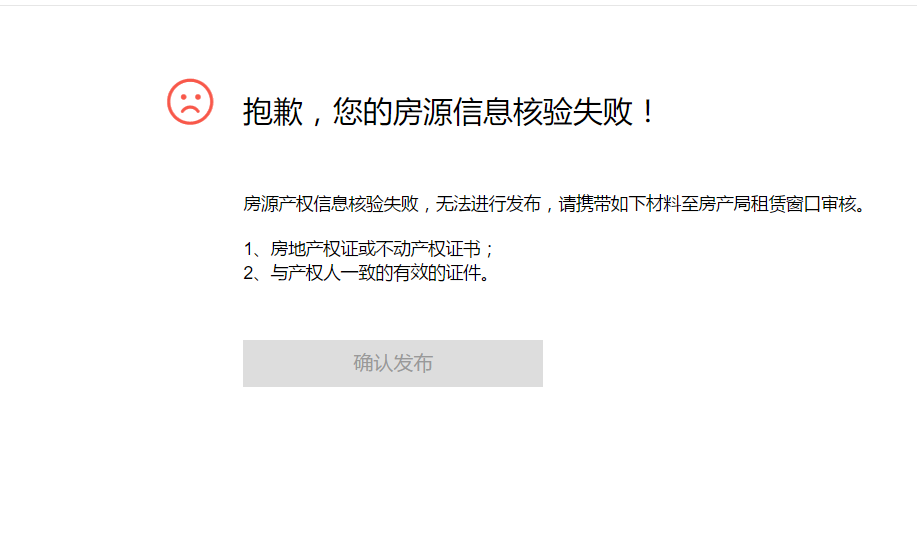 抱歉，您的房源信息核验失败！
房源产权信息核验失败，无法进行发布，请携带如下材料至房产局租赁窗口审核。
1、房地产权证或不动产权证书；
2、与产权人一致的有效的证件。
确认发布